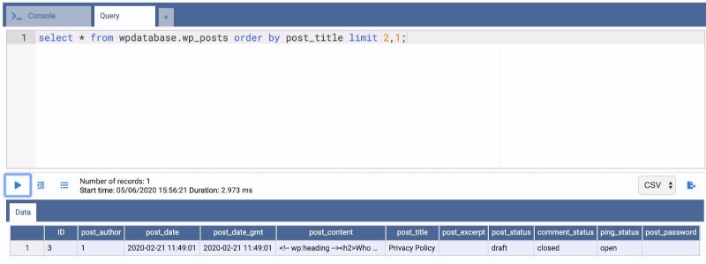 >_ Console Query +
1 select * from wpdatabase.wp_posts order by post_title limit 2,1;
Number of records: 1
Start time: 05/06/2020 15:56:21 Duration: 2.973 ms
CSV
Data
ID post_author post_date post_date_gmt post_content post_title post_excerpt post_status comment_status ping_status post_password
1 3 1 2020-02-21 11:49:01 2020-02-21 11:49:01 <!-- wp:heading --><h2>Who ... Privacy Policy draft closed open